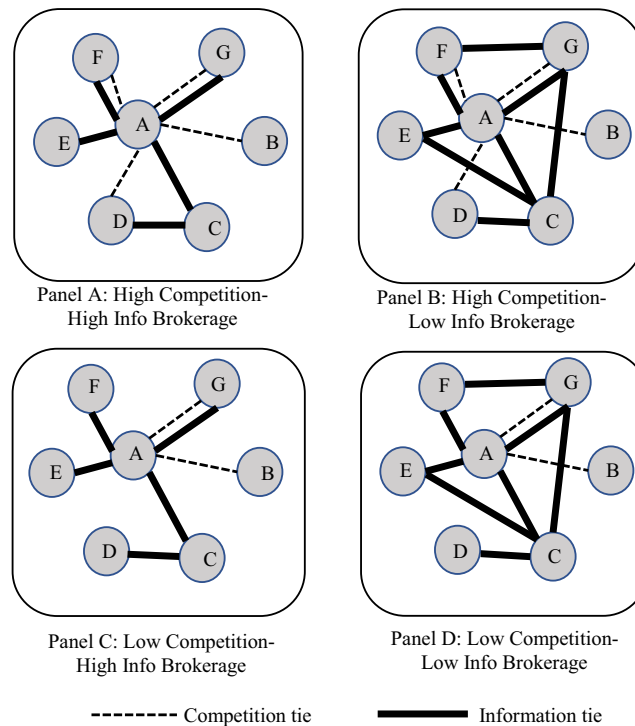 F
G
A
E
B
D
C
Panel A: High Competition-
High Info Brokerage
F
G
A
E
B
D
C
Panel B: High Competition-
Low Info Brokerage
F
G
A
E
B
D
C
Panel C: Low Competition-
High Info Brokerage
F
G
A
E
B
D
C
Panel D: Low Competition-
Low Info Brokerage
Competition tie
Information tie